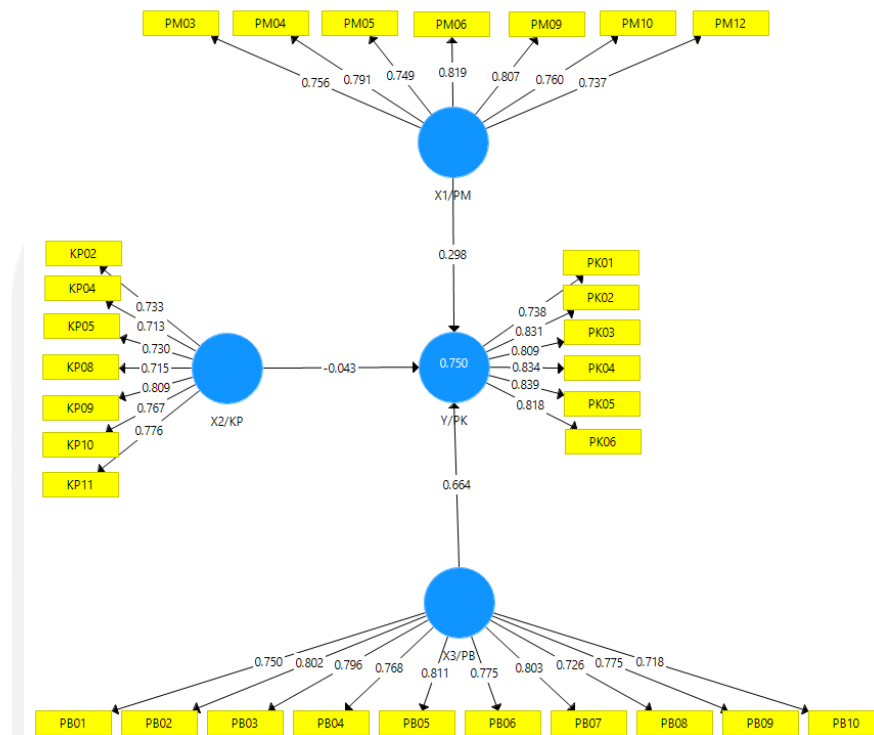 PM03 PM04 PM05 PM06 PM09 PM10 PM12
0.756 0.791 0.749 0.819 0.807 0.760 0.737
X1/PM
0.298
KP02
KP04
KP05
KP08
KP09
KP10
KP11
0.733
0.713
0.730
0.715
0.809
0.767
0.776
X2/KP
-0.043
0.750
Y/PK
PK01
PK02
PK03
PK04
PK05
PK06
0.738
0.831
0.809
0.834
0.839
0.818
0.664
X3/PB
0.750 0.802 0.796 0.768 0.811 0.775 0.803 0.726 0.775 0.718
PB01 PB02 PB03 PB04 PB05 PB06 PB07 PB08 PB09 PB10